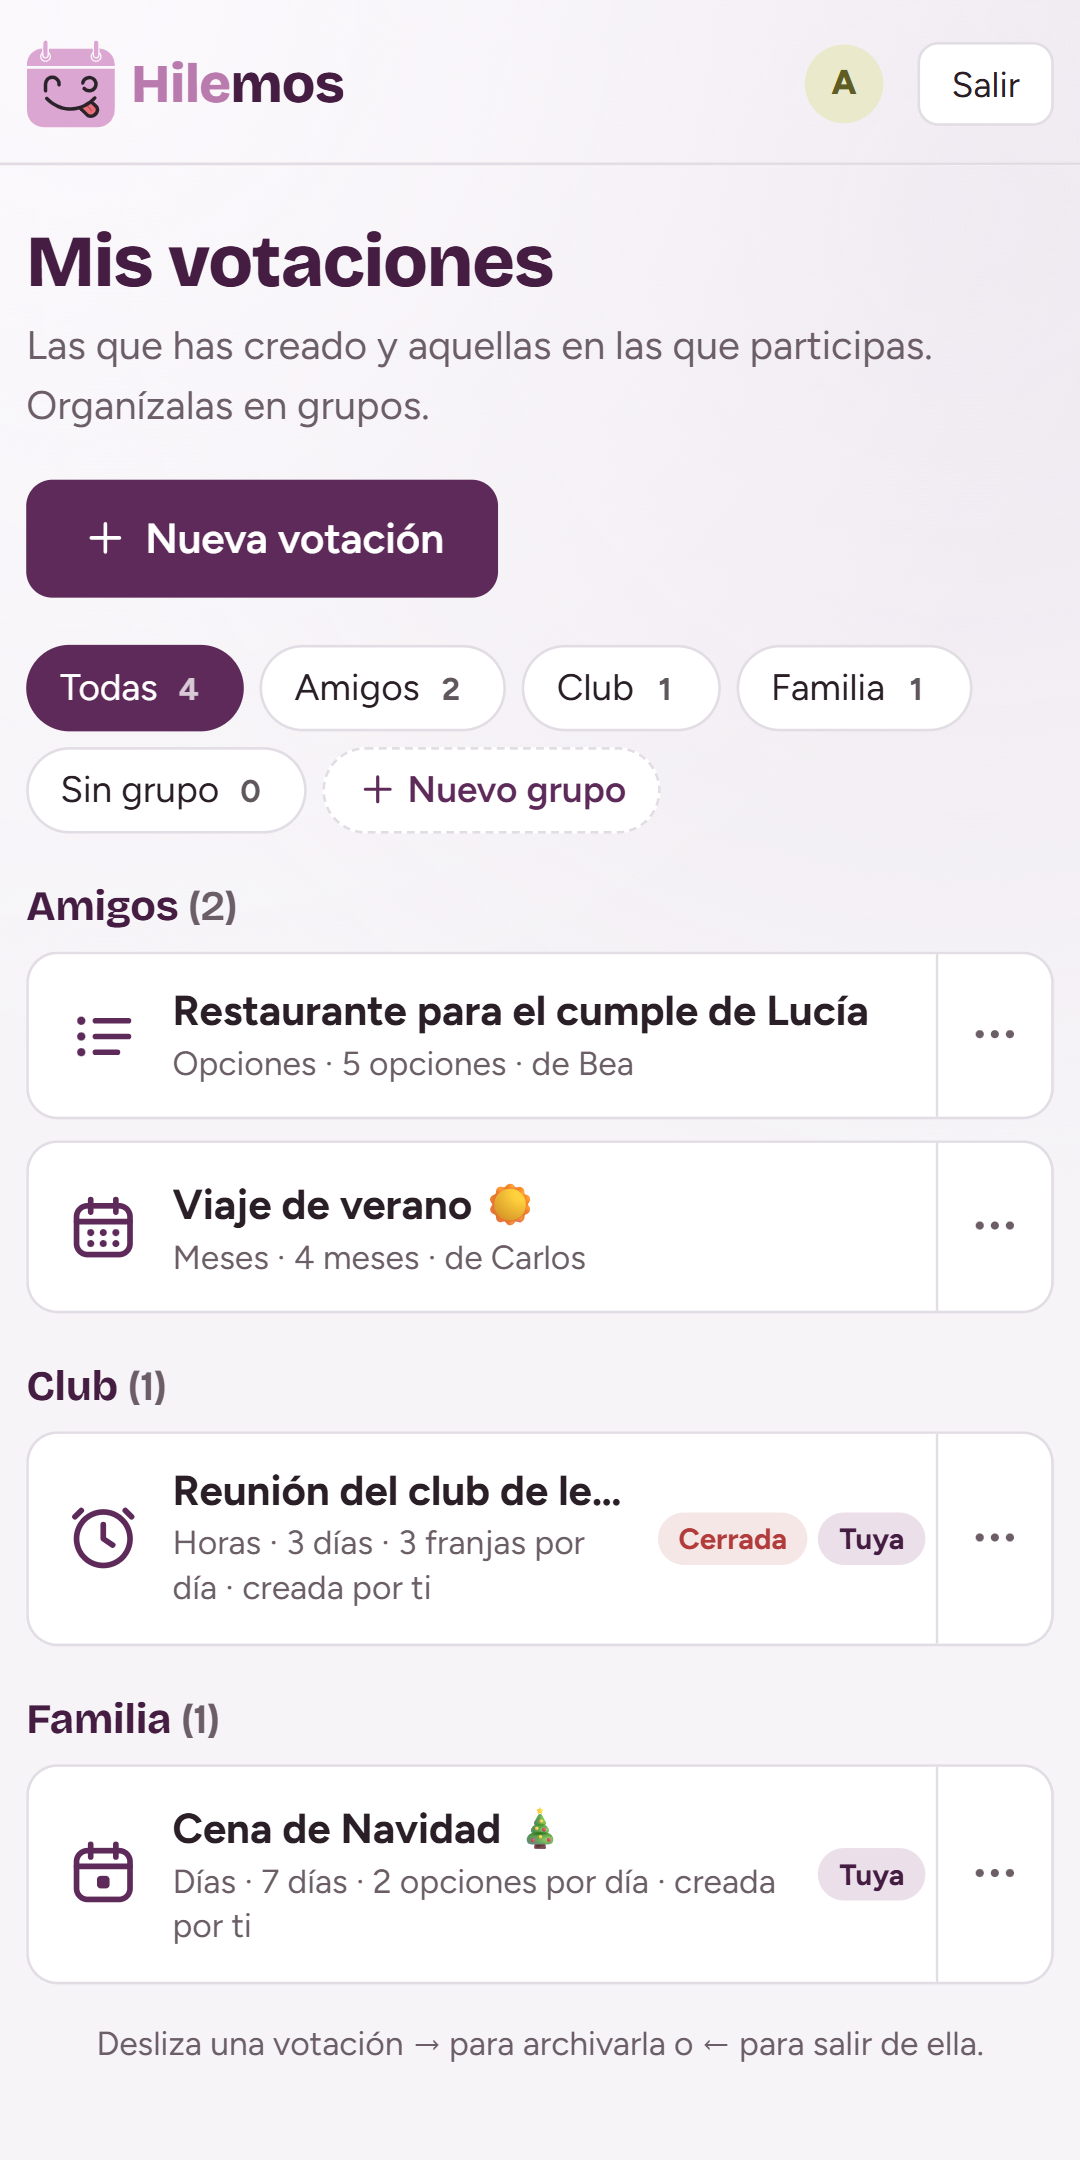 Hilemos
A
Salir
Mis votaciones
Las que has creado y aquellas en las que participas.
Organízalas en grupos.
+ Nueva votación
Todas 4
Amigos 2
Club 1
Familia 1
Sin grupo 0
+ Nuevo grupo
Amigos (2)
Restaurante para el cumple de Lucía
Opciones · 5 opciones · de Bea
Viaje de verano
Meses · 4 meses · de Carlos
Club (1)
Reunión del club de le...
Horas · 3 días · 3 franjas por
día · creada por ti
Cerrada
Tuya
Familia (1)
Cena de Navidad 🎄
Días · 7 días · 2 opciones por día · creada
por ti
Tuya
Desliza una votación → para archivarla o ← para salir de ella.